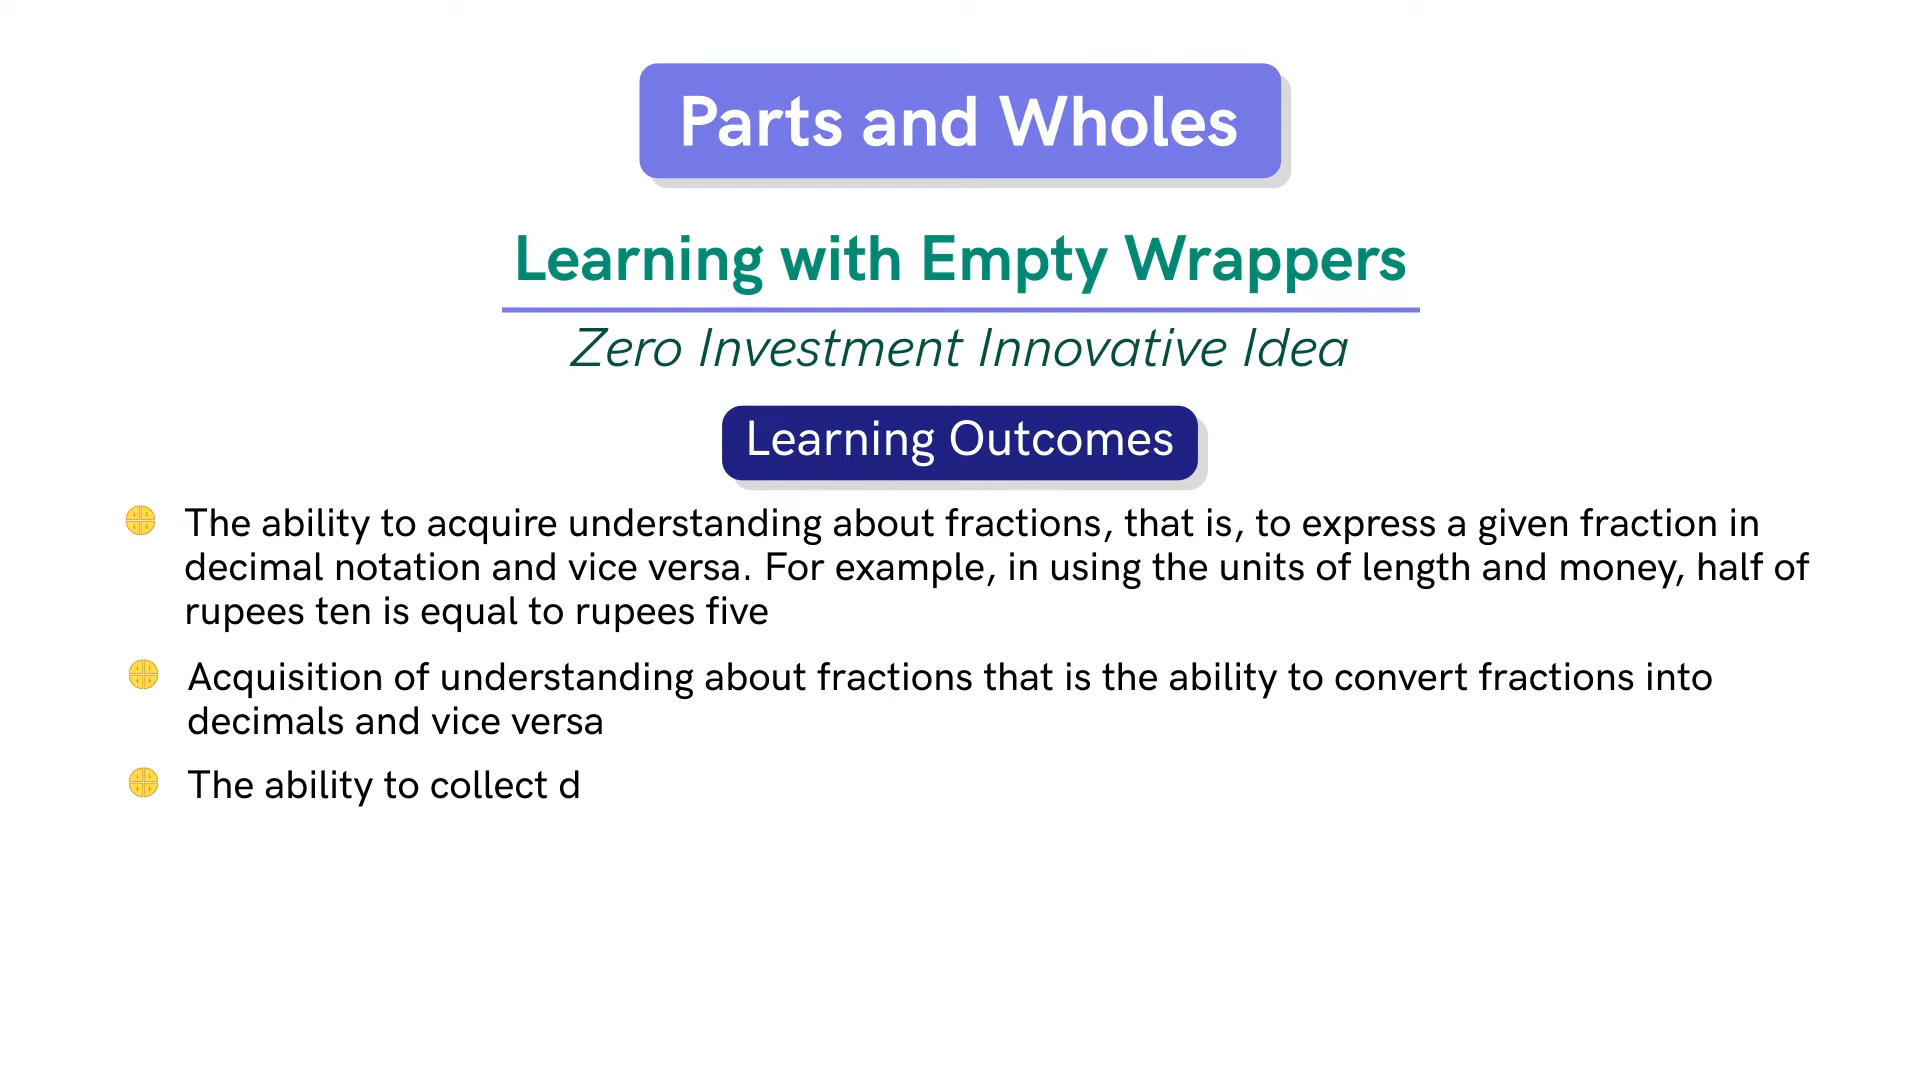 Parts and Wholes
Learning with Empty Wrappers
Zero Investment Innovative Idea
Learning Outcomes
The ability to acquire understanding about fractions, that is, to express a given fraction in
decimal notation and vice versa. For example, in using the units of length and money, half of
rupees ten is equal to rupees five
Acquisition of understanding about fractions that is the ability to convert fractions into
decimals and vice versa
The ability to collect d